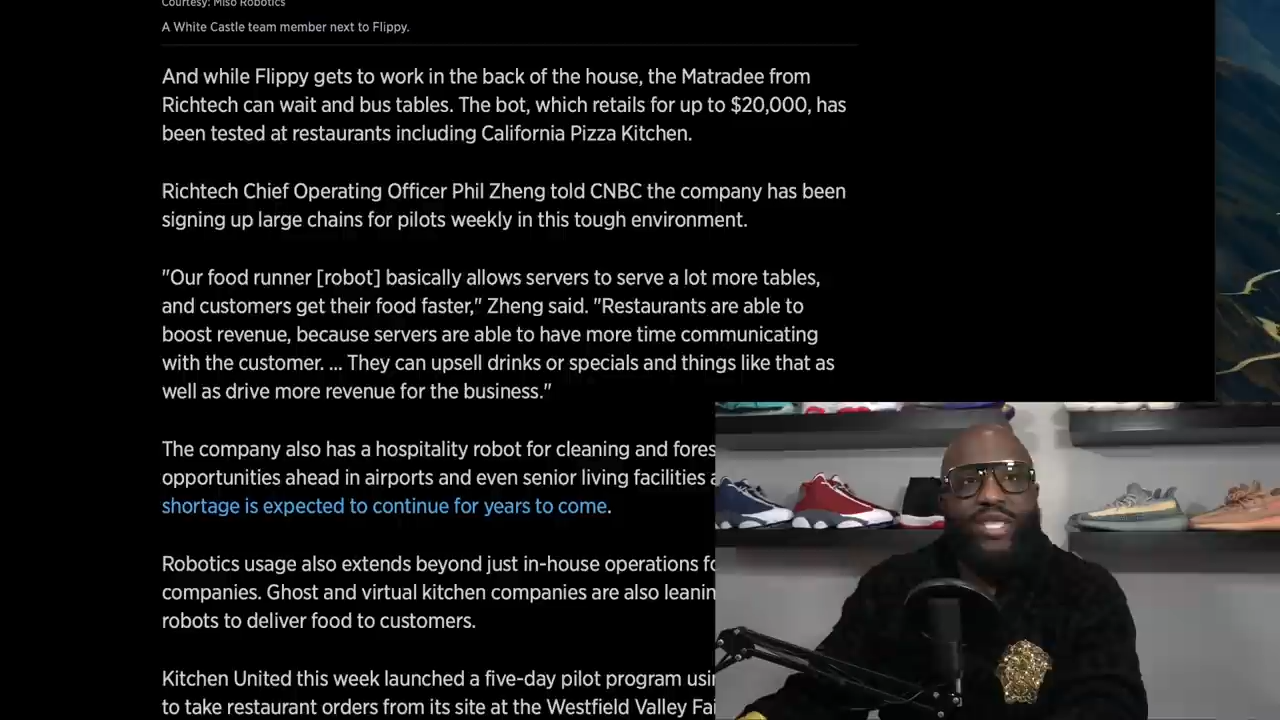 Courtesy: Miso Robotics
A White Castle team member next to Flippy.
And while Flippy gets to work in the back of the house, the Matradee from
Richtech can wait and bus tables. The bot, which retails for up to $20,000, has
been tested at restaurants including California Pizza Kitchen.
Richtech Chief Operating Officer Phil Zheng told CNBC the company has been
signing up large chains for pilots weekly in this tough environment.
"Our food runner [robot] basically allows servers to serve a lot more tables,
and customers get their food faster," Zheng said. "Restaurants are able to
boost revenue, because servers are able to have more time communicating
with the customer. ... They can upsell drinks or specials and things like that as
well as drive more revenue for the business."
The company also has a hospitality robot for cleaning and fores
opportunities ahead in airports and even senior living facilities a
shortage is expected to continue for years to come.
Robotics usage also extends beyond just in-house operations fo
companies. Ghost and virtual kitchen companies are also leanin
robots to deliver food to customers.
Kitchen United this week launched a five-day pilot program usin
to take restaurant orders from its site at the Westfield Valley Fai